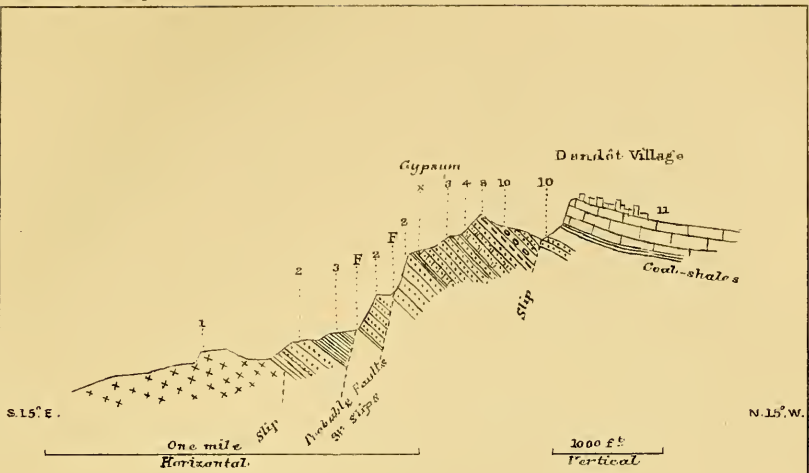 Dandôt Village
Gypsum
x 3 4 8 10 10 11
2
F
F
2
2 3
1
Coal-shales
Slip
Slip
Probable Faults
or Slips
S. 15°. E.
N. 15°. W.
One mile
Horizontal.
1000 ft
Vertical